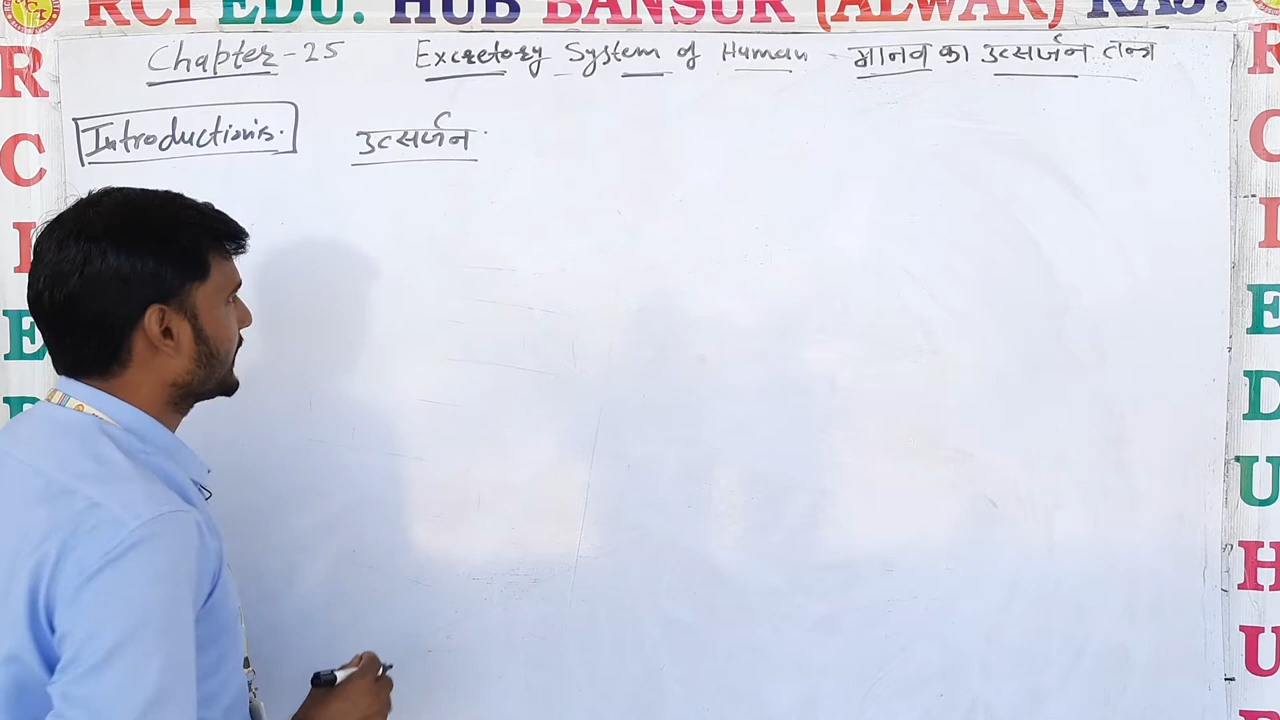 RCI EDU. HUB BANSUR (ALWAR) RAJ.
Chapter-25 Excretory System of Human - मानव का उत्सर्जन तन्त्र
Introduction:- उत्सर्जन
R
C
I
E
D
R
C
I
E
D
U
H
U